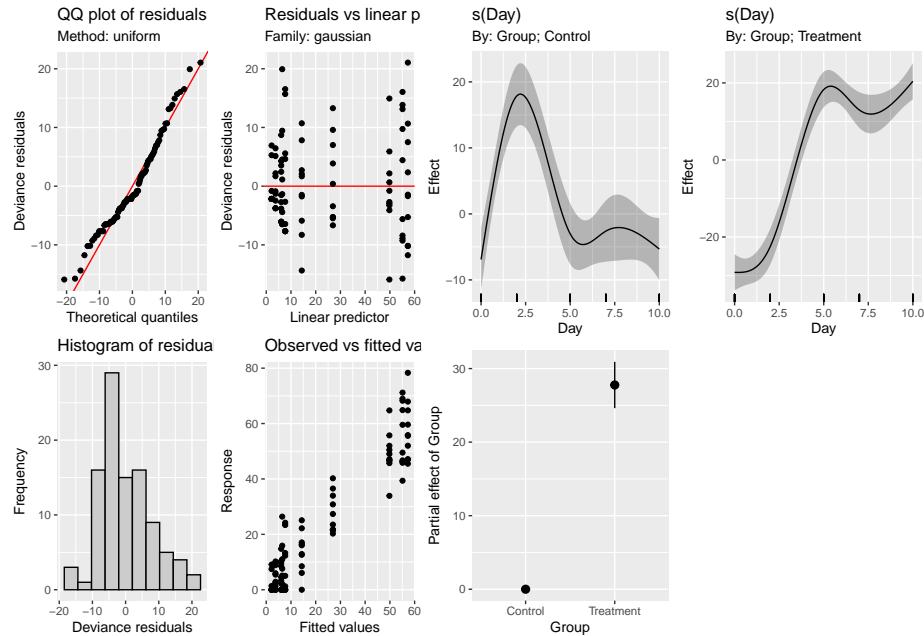 QQ plot of residuals
Method: uniform
Deviance residuals
20
10
0
−10
−20
−10
0
10
20
Theoretical quantiles
Residuals vs linear p
Family: gaussian
Deviance residuals
20
10
0
−10
0
10
20
30
40
50
60
Linear predictor
s(Day)
By: Group; Control
Effect
20
10
0
−10
0.0
2.5
5.0
7.5
10.0
Day
s(Day)
By: Group; Treatment
Effect
20
0
−20
0.0
2.5
5.0
7.5
10.0
Day
Histogram of residual
Frequency
30
20
10
0
−20
−10
0
10
20
Deviance residuals
Observed vs fitted va
Response
80
60
40
20
0
0
10
20
30
40
50
60
Fitted values
Partial effect of Group
30
20
10
0
Control
Treatment
Group